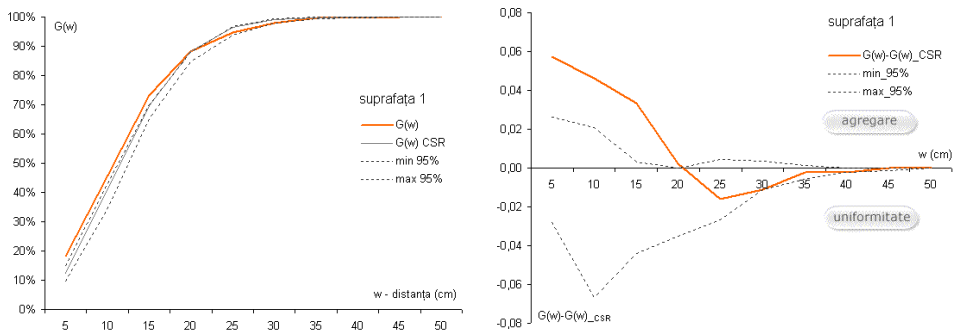 G(w)
100%
90%
80%
70%
60%
50%
40%
30%
20%
10%
0%
suprafața 1
G(w)
G(w) CSR
min 95%
max 95%
w - distanța (cm)
5 10 15 20 25 30 35 40 45 50
0,08
0,06
0,04
0,02
0,00
-0,02
-0,04
-0,06
-0,08
suprafața 1
G(w)-G(w)_CSR
min_95%
max_95%
agregare
w (cm)
5 10 15 20 25 30 35 40 45 50
uniformitate
suprafața 1
G(w)-G(w)_CSR